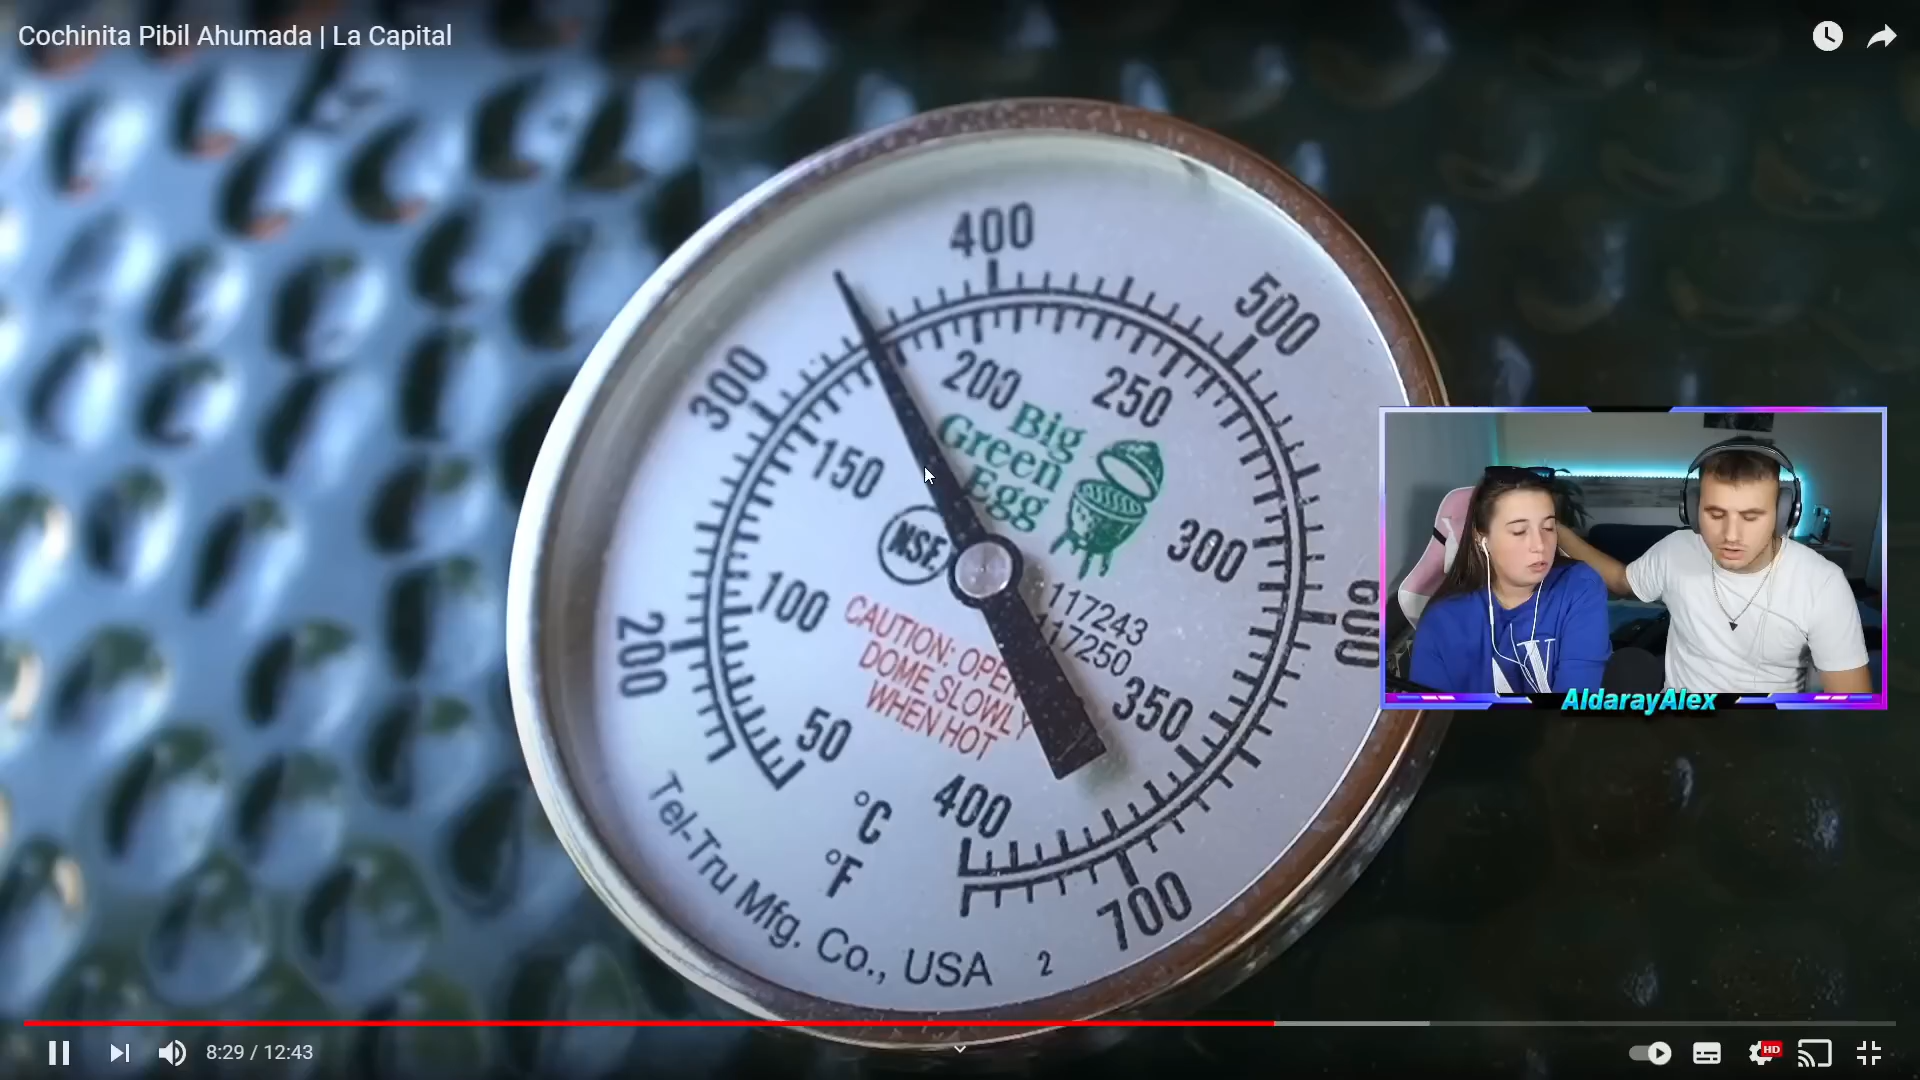 Cochinita Pibil Ahumada | La Capital
400
500
300
200
250
150
Big
Green
Egg
NSF.
300
600
100
117243
117250
200
CAUTION: OPEN
DOME SLOWLY
WHEN HOT
350
50
400
°C
°F
700
Tel-Tru Mfg. Co., USA 2
AldarayAlex
8:29 / 12:43
HD